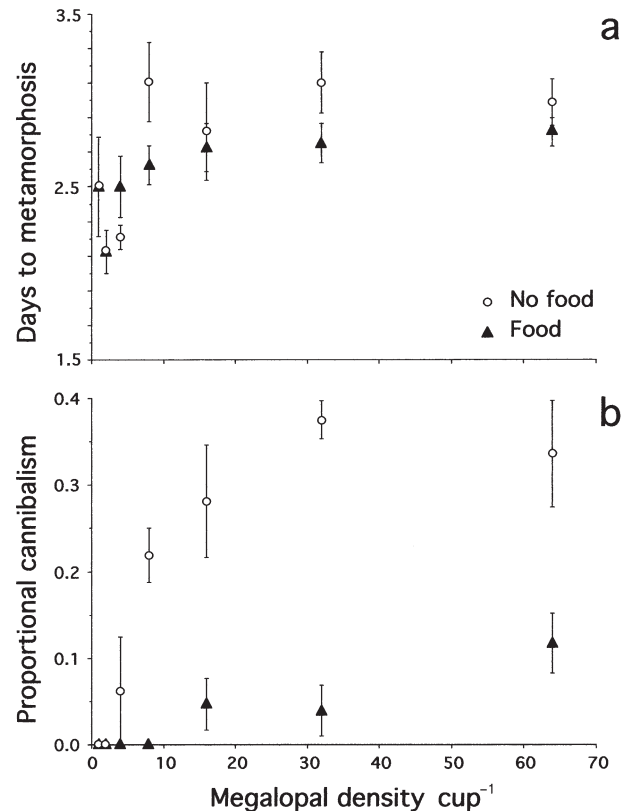 a
3.5
2.5
1.5
Days to metamorphosis
No food
Food
b
0.4
0.3
0.2
0.1
0.0
Proportional cannibalism
0 10 20 30 40 50 60 70
Megalopal density cup⁻¹